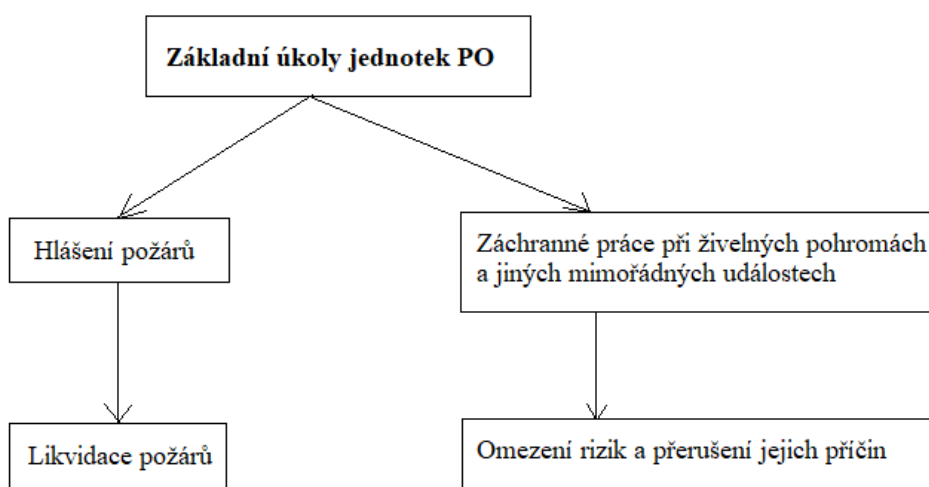 Základní úkoly jednotek PO
Hlášení požárů
Záchranné práce při živelných pohromách
a jiných mimořádných událostech
Likvidace požárů
Omezení rizik a přerušení jejich příčin